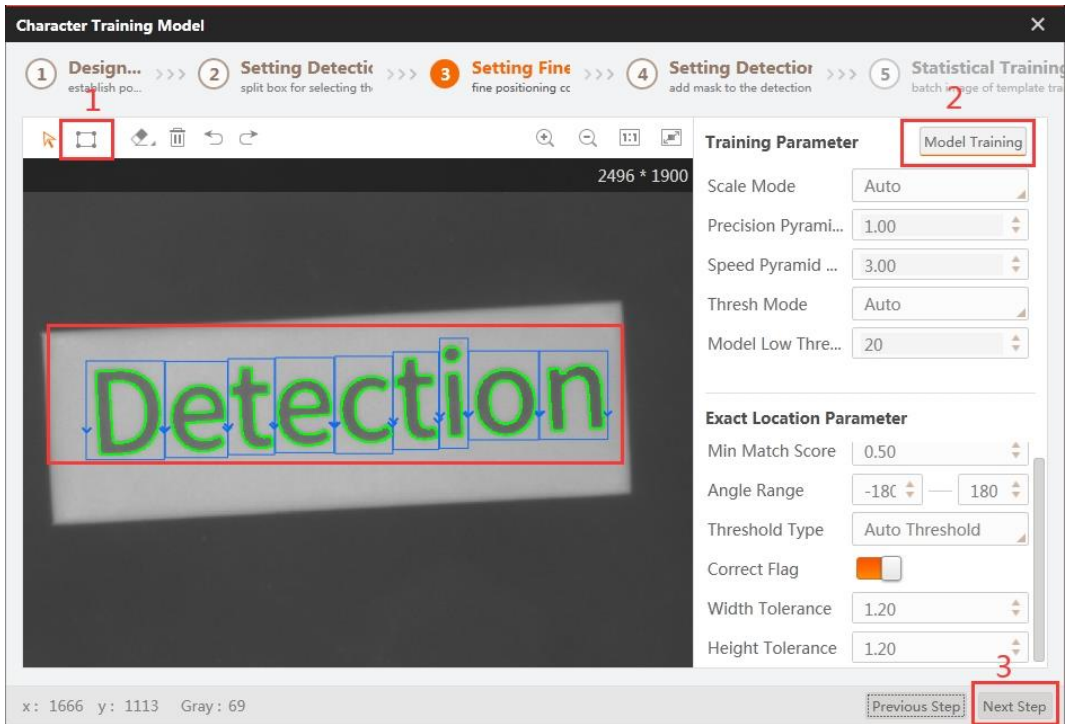 Character Training Model
1 Design... >>> 2 Setting Detectic >>> 3 Setting Fine >>> 4 Setting Detection >>> 5 Statistical Training
establish po... split box for selecting th fine positioning cc add mask to the detection batch image of template tra
1
2
1:1
2496 * 1900
Detection
Training Parameter Model Training
Scale Mode Auto
Precision Pyrami... 1.00
Speed Pyramid ... 3.00
Thresh Mode Auto
Model Low Thre... 20
Exact Location Parameter
Min Match Score 0.50
Angle Range -180 — 180
Threshold Type Auto Threshold
Correct Flag
Width Tolerance 1.20
Height Tolerance 1.20
3
x: 1666 y: 1113 Gray: 69
Previous Step Next Step